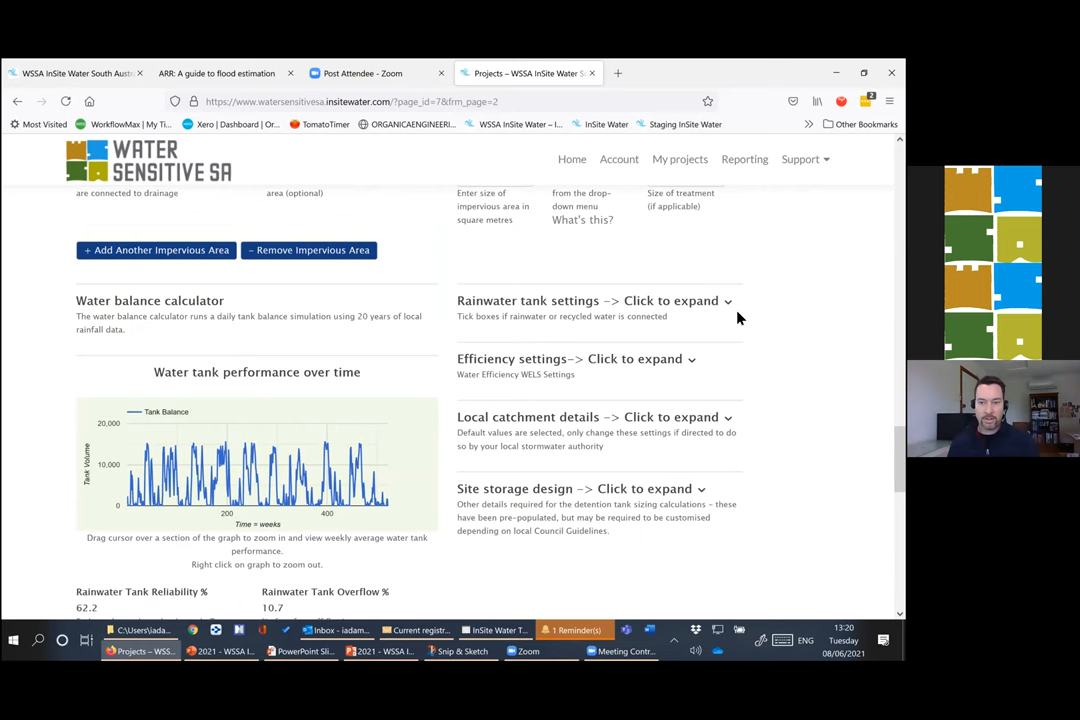 WSSA InSite Water South Austr
ARR: A guide to flood estimation
Post Attendee - Zoom
Projects – WSSA InSite Water So
https://www.watersensitivesa.insitewater.com/?page_id=7&frm_page=2
2
Most Visited
WorkflowMax | My Ti...
Xero | Dashboard | Or...
TomatoTimer
ORGANICAENGINEERI...
WSSA InSite Water – I...
InSite Water
Staging InSite Water
Other Bookmarks
WATER
SENSITIVE SA
Home
Account
My projects
Reporting
Support
are connected to drainage
area (optional)
Enter size of
impervious area in
square metres
from the drop-
down menu
What's this?
Size of treatment
(if applicable)
+ Add Another Impervious Area
– Remove Impervious Area
Water balance calculator
The water balance calculator runs a daily tank balance simulation using 20 years of local
rainfall data.
Water tank performance over time
Tank Balance
20,000
10,000
0
Tank Volume
200
400
Time = weeks
Drag cursor over a section of the graph to zoom in and view weekly average water tank
performance.
Right click on graph to zoom out.
Rainwater Tank Reliability %
62.2
Rainwater Tank Overflow %
10.7
Rainwater tank settings -> Click to expand
Tick boxes if rainwater or recycled water is connected
Efficiency settings-> Click to expand
Water Efficiency WELS Settings
Local catchment details -> Click to expand
Default values are selected, only change these settings if directed to do
so by your local stormwater authority
Site storage design -> Click to expand
Other details required for the detention tank sizing calculations – these
have been pre-populated, but may be required to be customised
depending on local Council Guidelines.
C:\Users\iada...
Inbox - iadam...
Current registr...
InSite Water T...
1 Reminder(s)
ENG
13:20
Tuesday
08/06/2021
Projects – WSS...
2021 - WSSA I...
PowerPoint Sli...
2021 - WSSA I...
Snip & Sketch
Zoom
Meeting Contr...